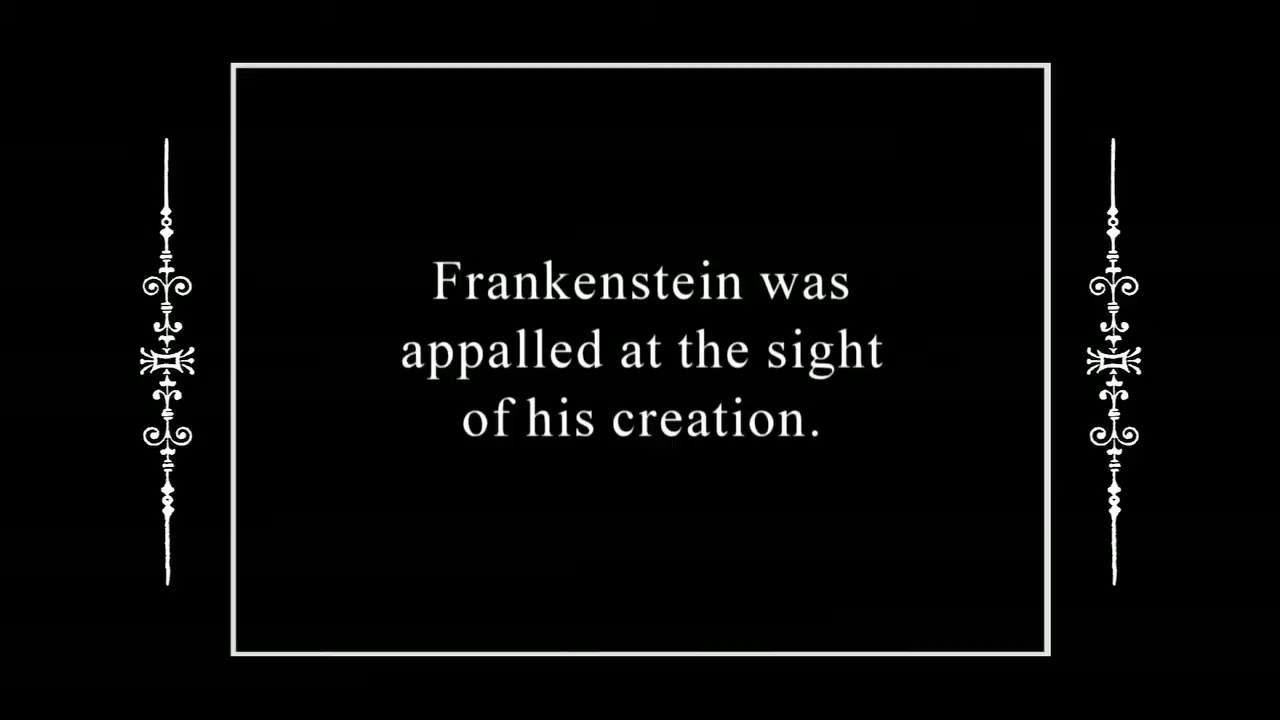 Frankenstein was
appalled at the sight
of his creation.